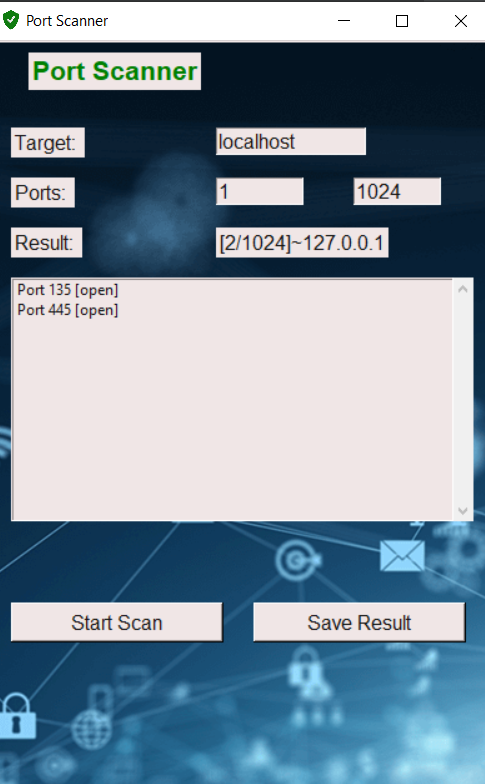 Port Scanner
Port Scanner
Target: localhost
Ports: 1 1024
Result: [2/1024]~127.0.0.1
Port 135 [open]
Port 445 [open]
Start Scan Save Result